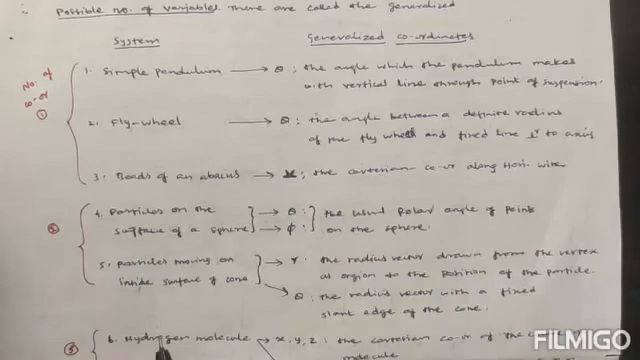 Possible no. of variables. These are called the generalized
System Generalized co-ordinates
No. of co-or ①
1. Simple pendulum → θ; the angle which the pendulum makes
with vertical line through point of suspension.
2. Fly-wheel → θ; the angle between a definite radius
of the fly wheel and fixed line ⊥r to axis
3. Beads of an abacus → x; the cartesian co-or along Hori. wire
②
4. Particles on the → θ: the usual polar angle of point
surface of a sphere → φ: on the sphere.
5. Particles moving on → r: the radius vector drawn from the vertex
inside surface of cone as origion to the position of the particle
θ: the radius vector with a fixed
slant edge of the cone.
③
6. Hydrogen molecule → x, y, z: the cartesian co-or of the
molecule
FILMIGO